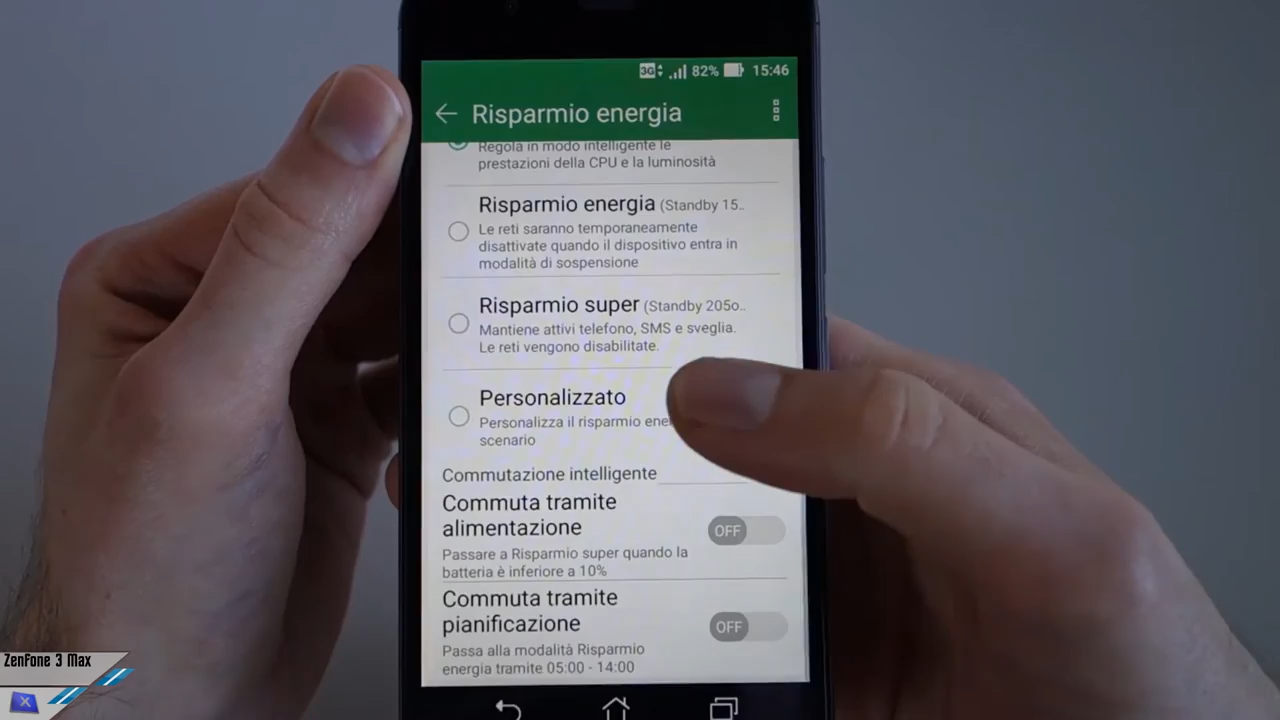 3G 82% 15:46
Risparmio energia
Regola in modo intelligente le
prestazioni della CPU e la luminosità
Risparmio energia (Standby 15..
Le reti saranno temporaneamente
disattivate quando il dispositivo entra in
modalità di sospensione
Risparmio super (Standby 205o..
Mantiene attivi telefono, SMS e sveglia.
Le reti vengono disabilitate.
Personalizzato
Personalizza il risparmio
scenario
Commutazione intelligente
Commuta tramite
alimentazione
OFF
Passare a Risparmio super quando la
batteria è inferiore a 10%
Commuta tramite
pianificazione
OFF
Passa alla modalità Risparmio
energia tramite 05:00 - 14:00
ZenFone 3 Max
X